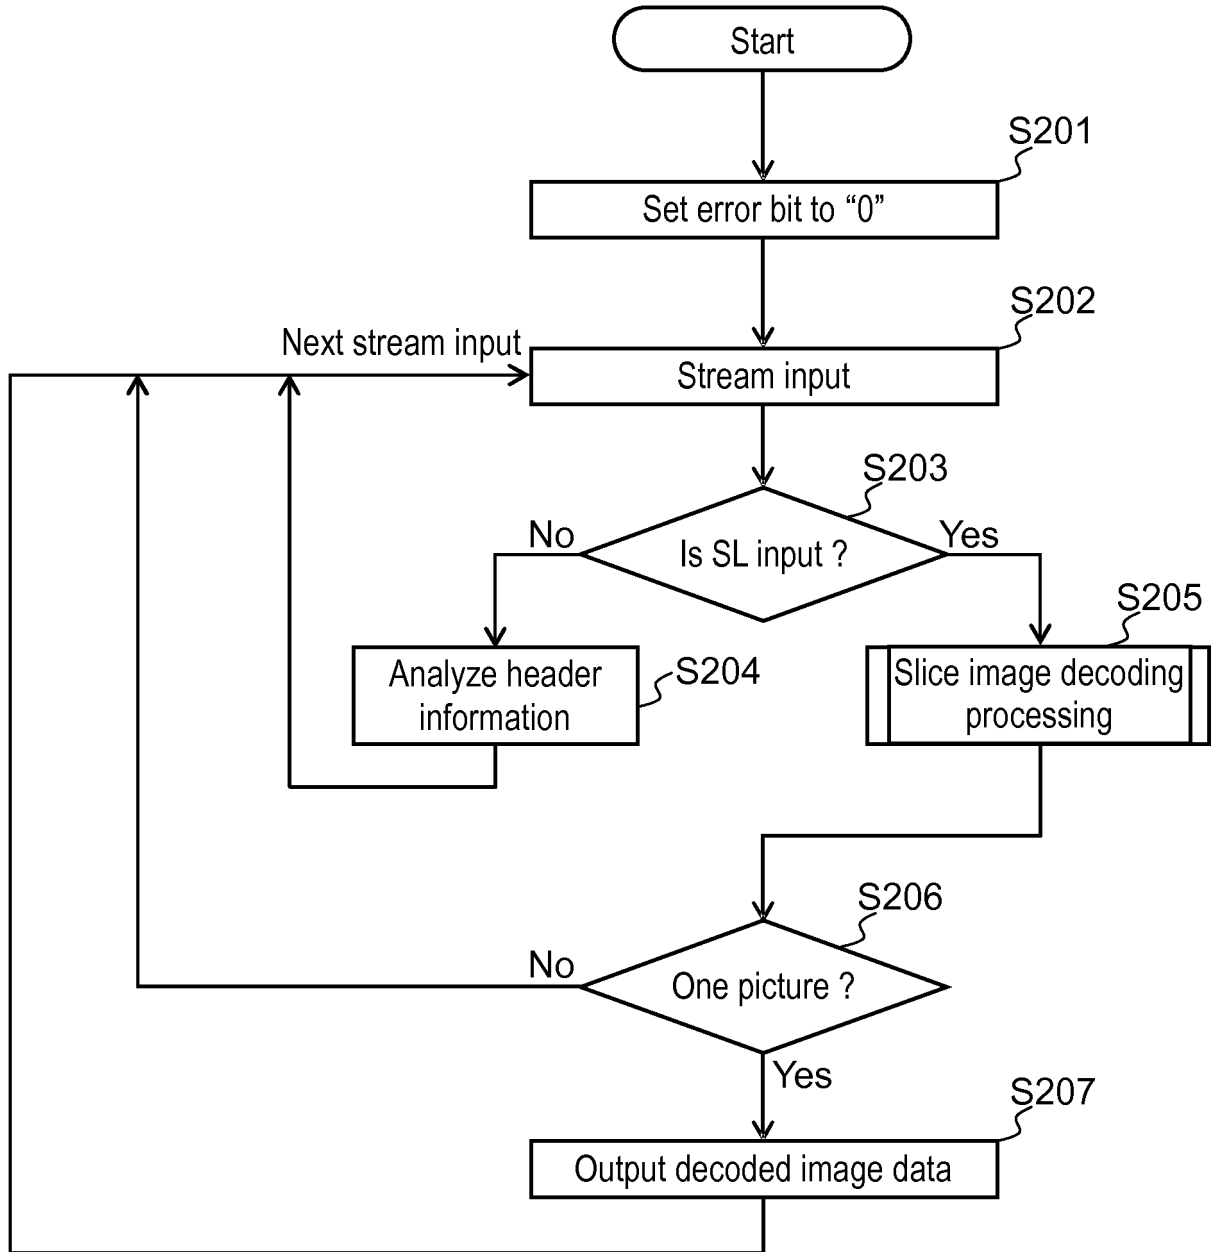 Start
S201
Set error bit to “0”
S202
Next stream input
Stream input
S203
No
Is SL input ?
Yes
S205
Analyze header
information
S204
Slice image decoding
processing
S206
No
One picture ?
Yes
S207
Output decoded image data